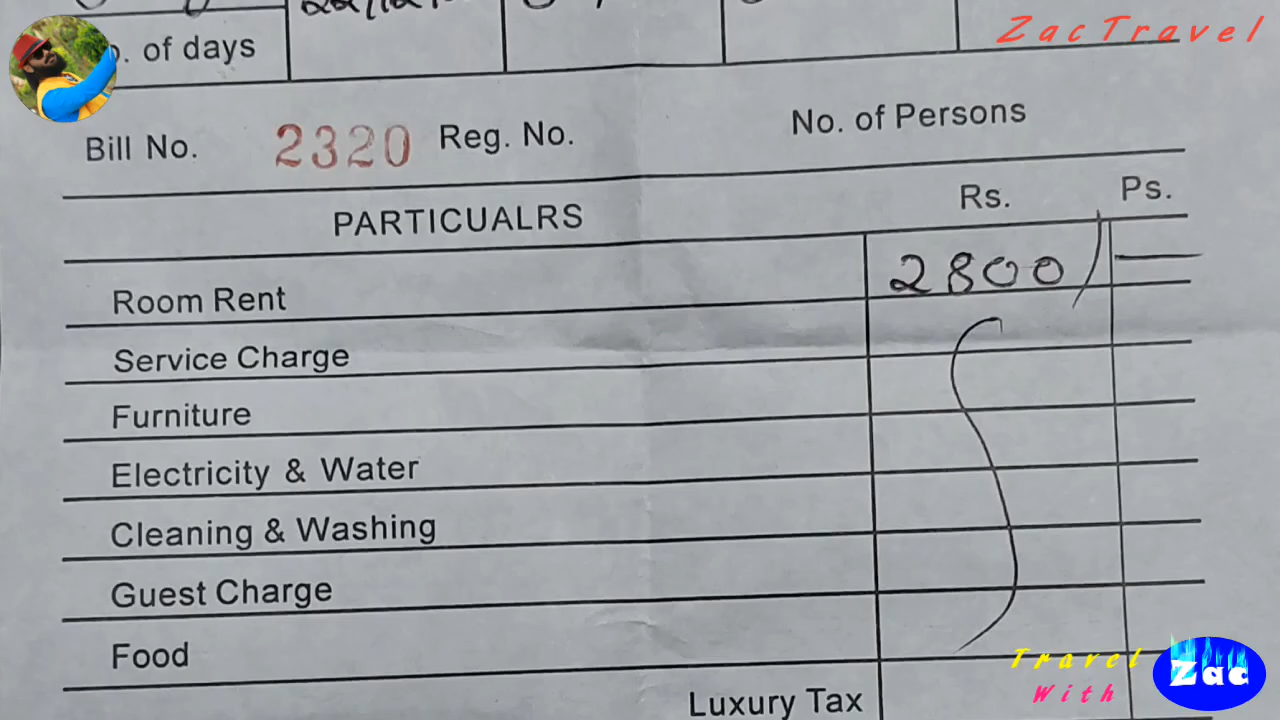 ZacTravel
of days
Bill No. 2320 Reg. No. No. of Persons
PARTICUALRS Rs. Ps.
Room Rent 2800/—
Service Charge
Furniture
Electricity & Water
Cleaning & Washing
Guest Charge
Food
Luxury Tax
Travel
With
Zac